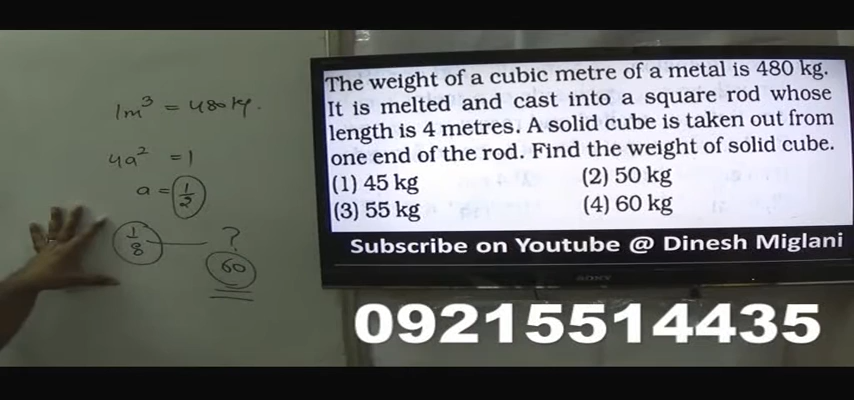 1m³ = 480 kg.
4a² = 1
a = 1/2
1/8 — ?
60
The weight of a cubic metre of a metal is 480 kg.
It is melted and cast into a square rod whose
length is 4 metres. A solid cube is taken out from
one end of the rod. Find the weight of solid cube.
(1) 45 kg (2) 50 kg
(3) 55 kg (4) 60 kg
Subscribe on Youtube @ Dinesh Miglani
SONY
09215514435